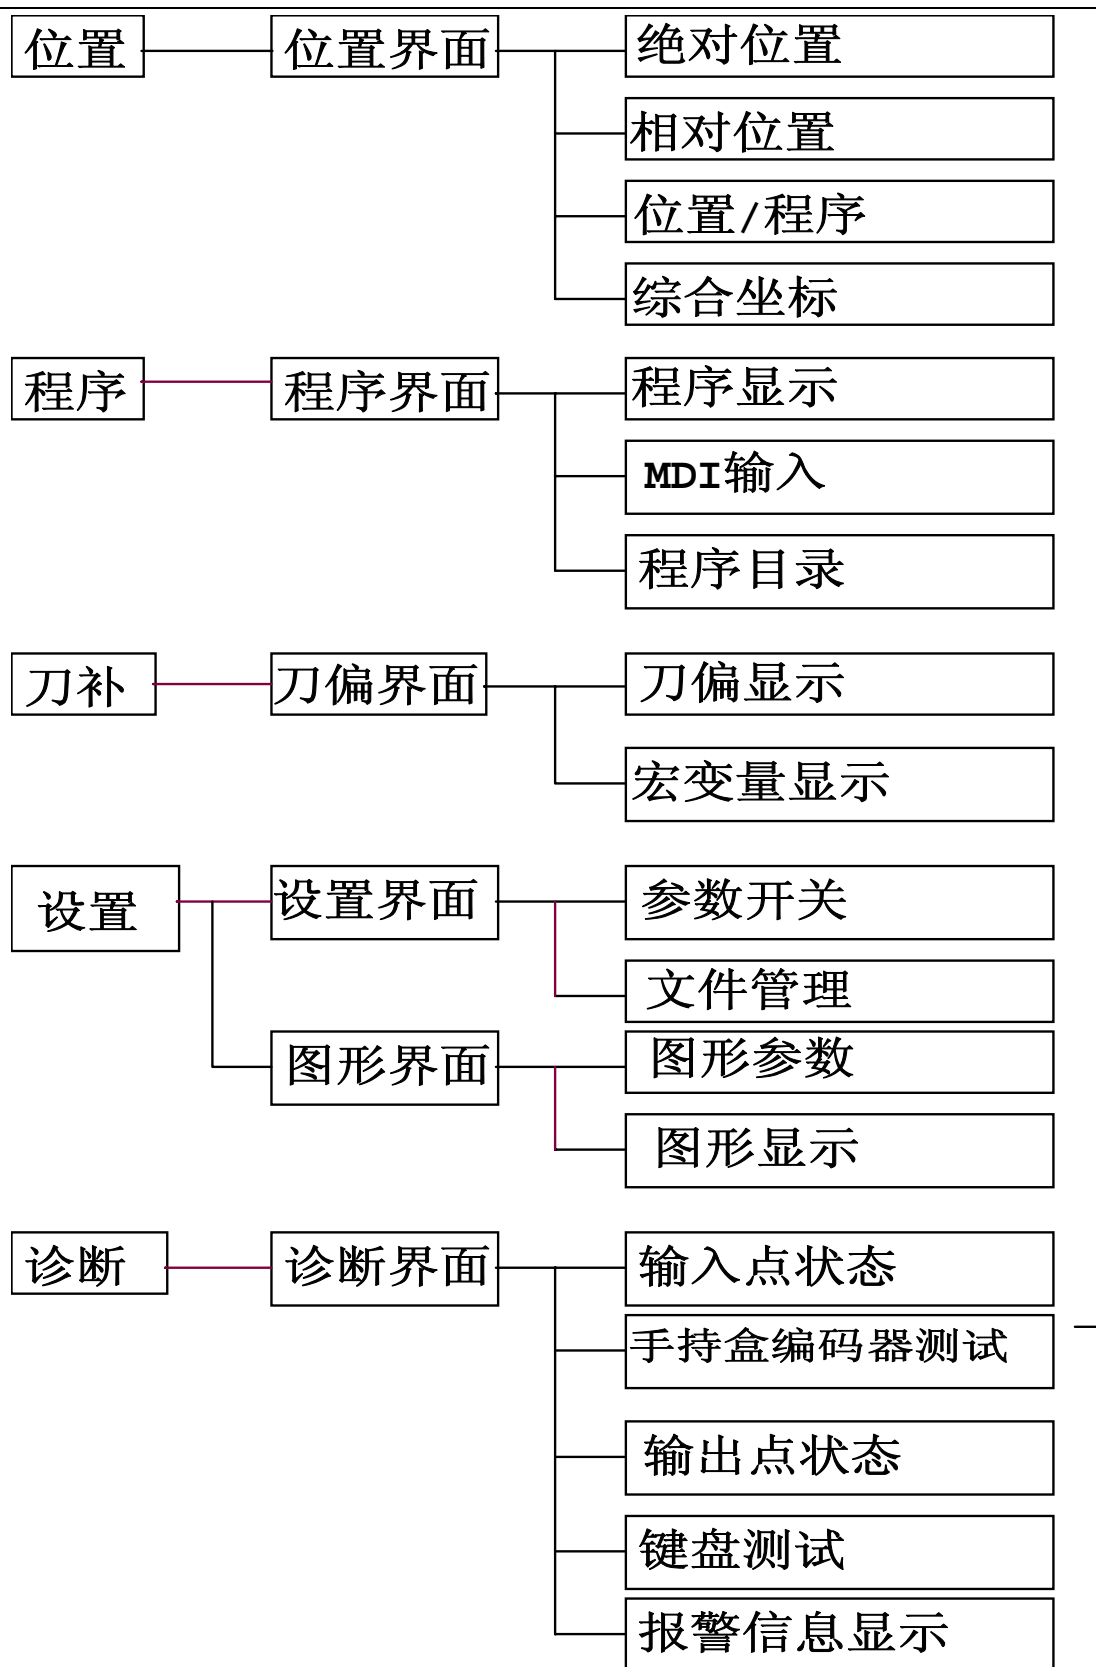 位置 位置界面 绝对位置
相对位置
位置/程序
综合坐标
程序 程序界面 程序显示
MDI输入
程序目录
刀补 刀偏界面 刀偏显示
宏变量显示
设置 设置界面 参数开关
文件管理
图形界面 图形参数
图形显示
诊断 诊断界面 输入点状态
手持盒编码器测试
输出点状态
键盘测试
报警信息显示